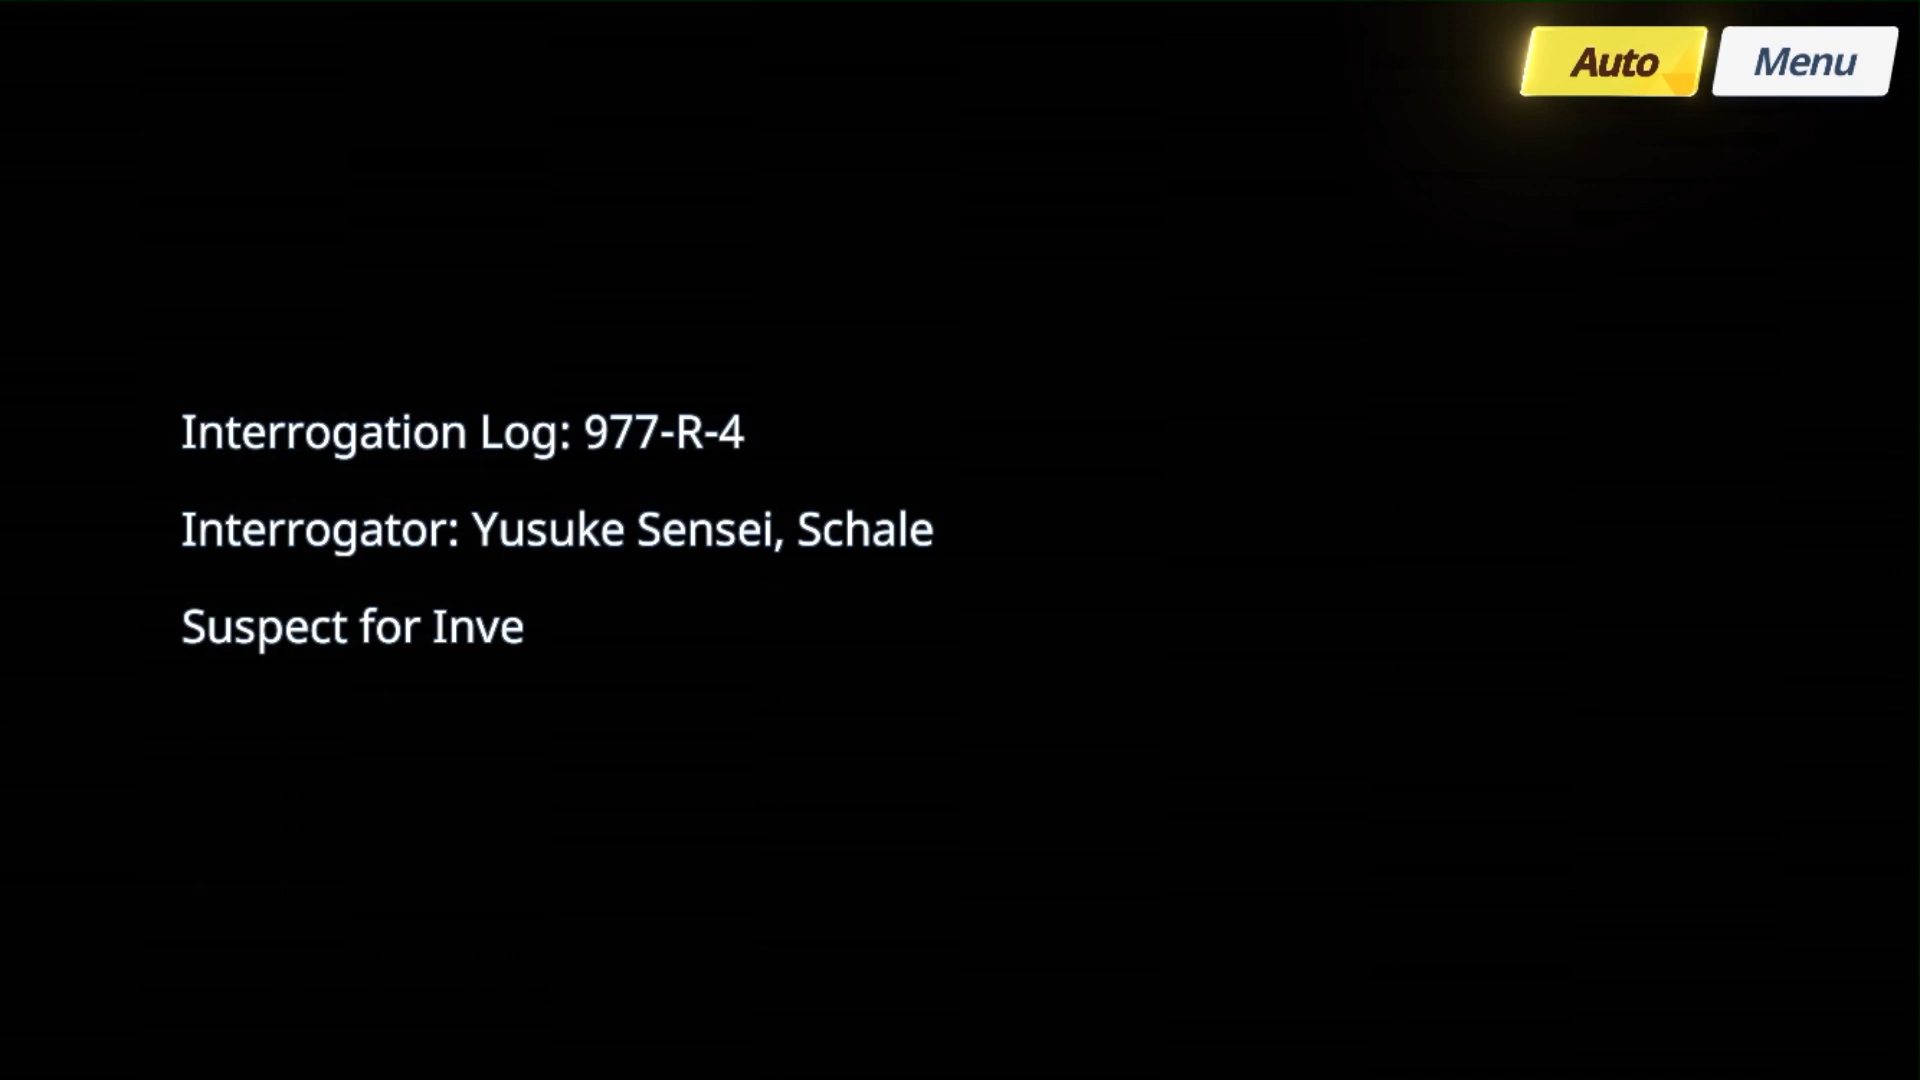 Auto
Menu
Interrogation Log: 977-R-4
Interrogator: Yusuke Sensei, Schale
Suspect for Inve